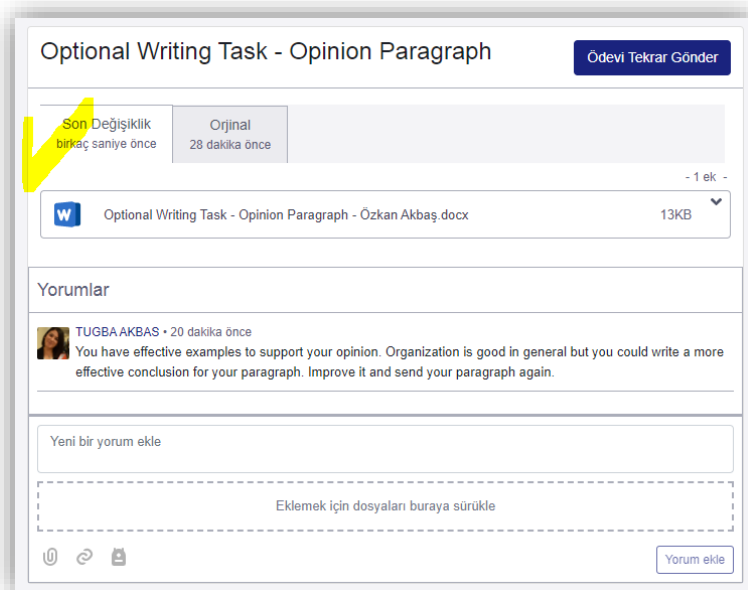 Optional Writing Task - Opinion Paragraph
Ödevi Tekrar Gönder
Son Değişiklik
birkaç saniye önce
Orjinal
28 dakika önce
- 1 ek -
W
Optional Writing Task - Opinion Paragraph - Özkan Akbaş.docx
13KB
Yorumlar
TUGBA AKBAS • 20 dakika önce
You have effective examples to support your opinion. Organization is good in general but you could write a more
effective conclusion for your paragraph. Improve it and send your paragraph again.
Yeni bir yorum ekle
Eklemek için dosyaları buraya sürükle
Yorum ekle